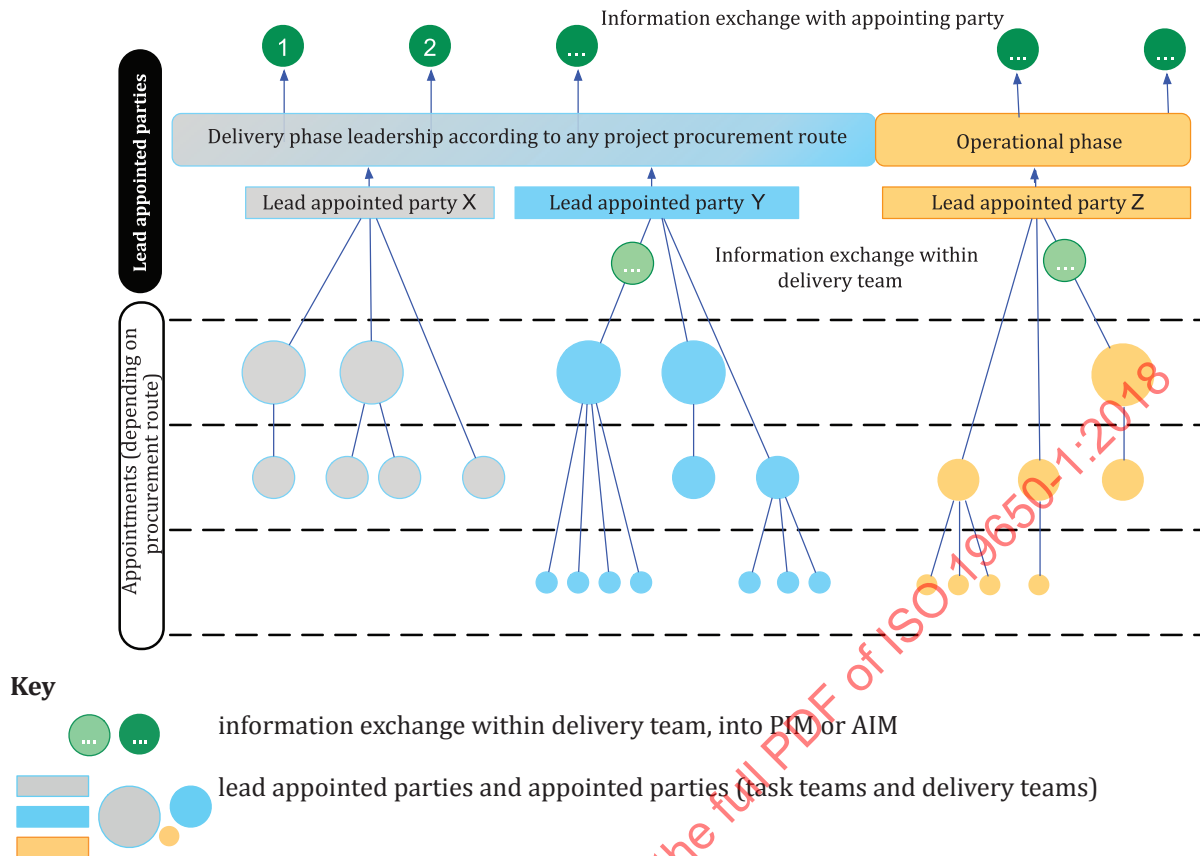 Information exchange with appointing party
1
2
...
...
...
Lead appointed parties
Delivery phase leadership according to any project procurement route
Operational phase
Lead appointed party X
Lead appointed party Y
Lead appointed party Z
...
Information exchange within
delivery team
...
Appointments (depending on
procurement route)
Key
...
...
information exchange within delivery team, into PIM or AIM
lead appointed parties and appointed parties (task teams and delivery teams)
the full PDF of ISO 19650-1:2018